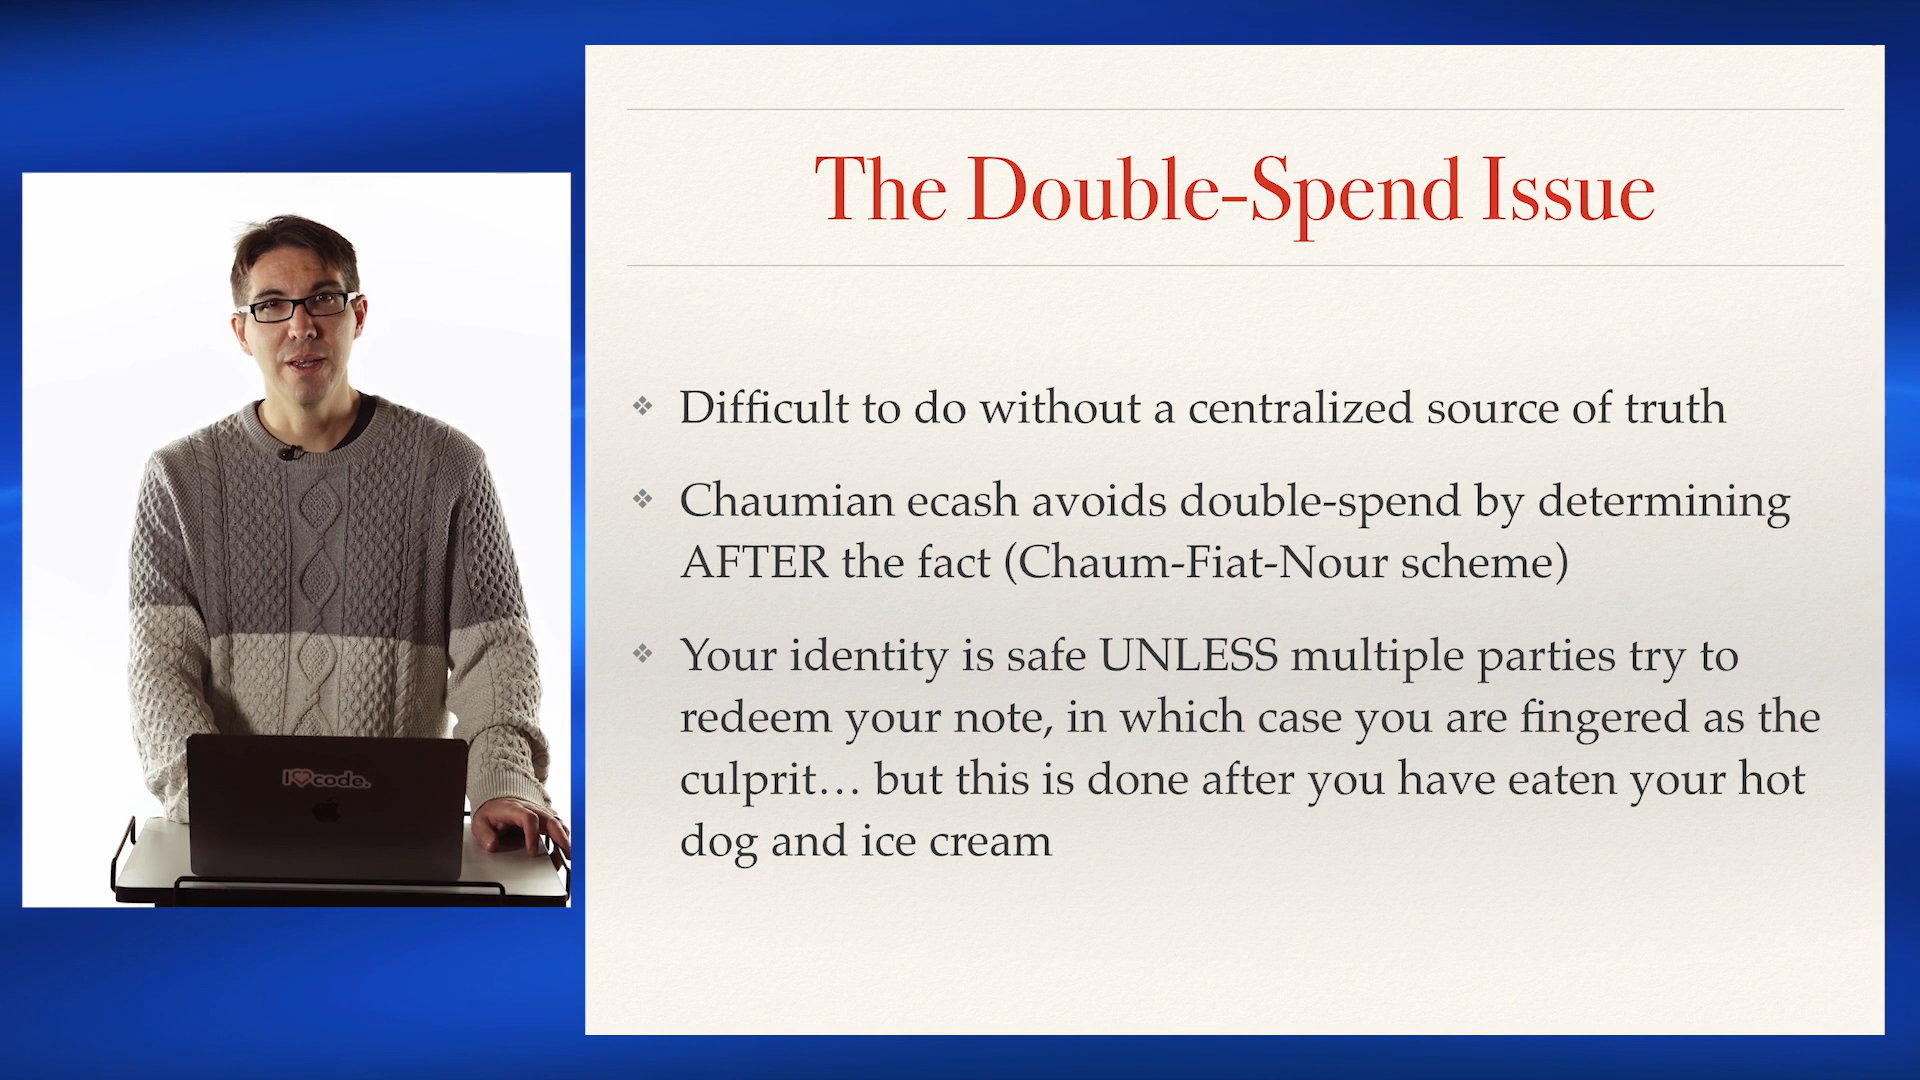 The Double-Spend Issue
Difficult to do without a centralized source of truth
Chaumian ecash avoids double-spend by determining
AFTER the fact (Chaum-Fiat-Nour scheme)
Your identity is safe UNLESS multiple parties try to
redeem your note, in which case you are fingered as the
culprit… but this is done after you have eaten your hot
dog and ice cream
I❤code.